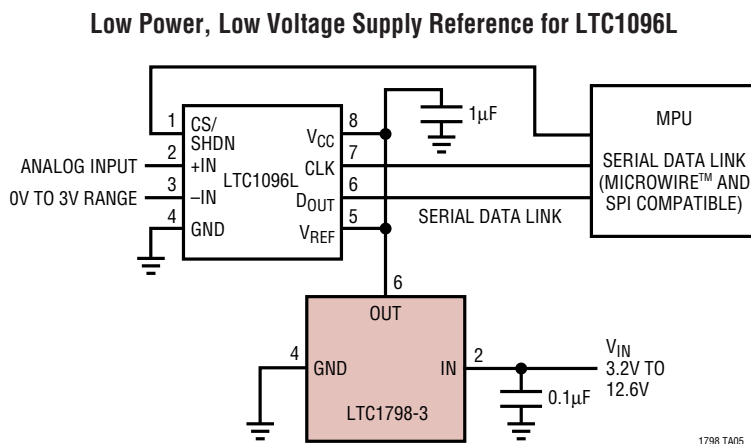 Low Power, Low Voltage Supply Reference for LTC1096L
1µF
MPU
SERIAL DATA LINK
(MICROWIRE™ AND
SPI COMPATIBLE)
1
CS/
SHDN
VCC
8
ANALOG INPUT
2
+IN
CLK
7
LTC1096L
0V TO 3V RANGE
3
–IN
DOUT
6
SERIAL DATA LINK
4
GND
VREF
5
6
OUT
4
GND
IN
2
VIN
3.2V TO
12.6V
0.1µF
LTC1798-3
1798 TA05